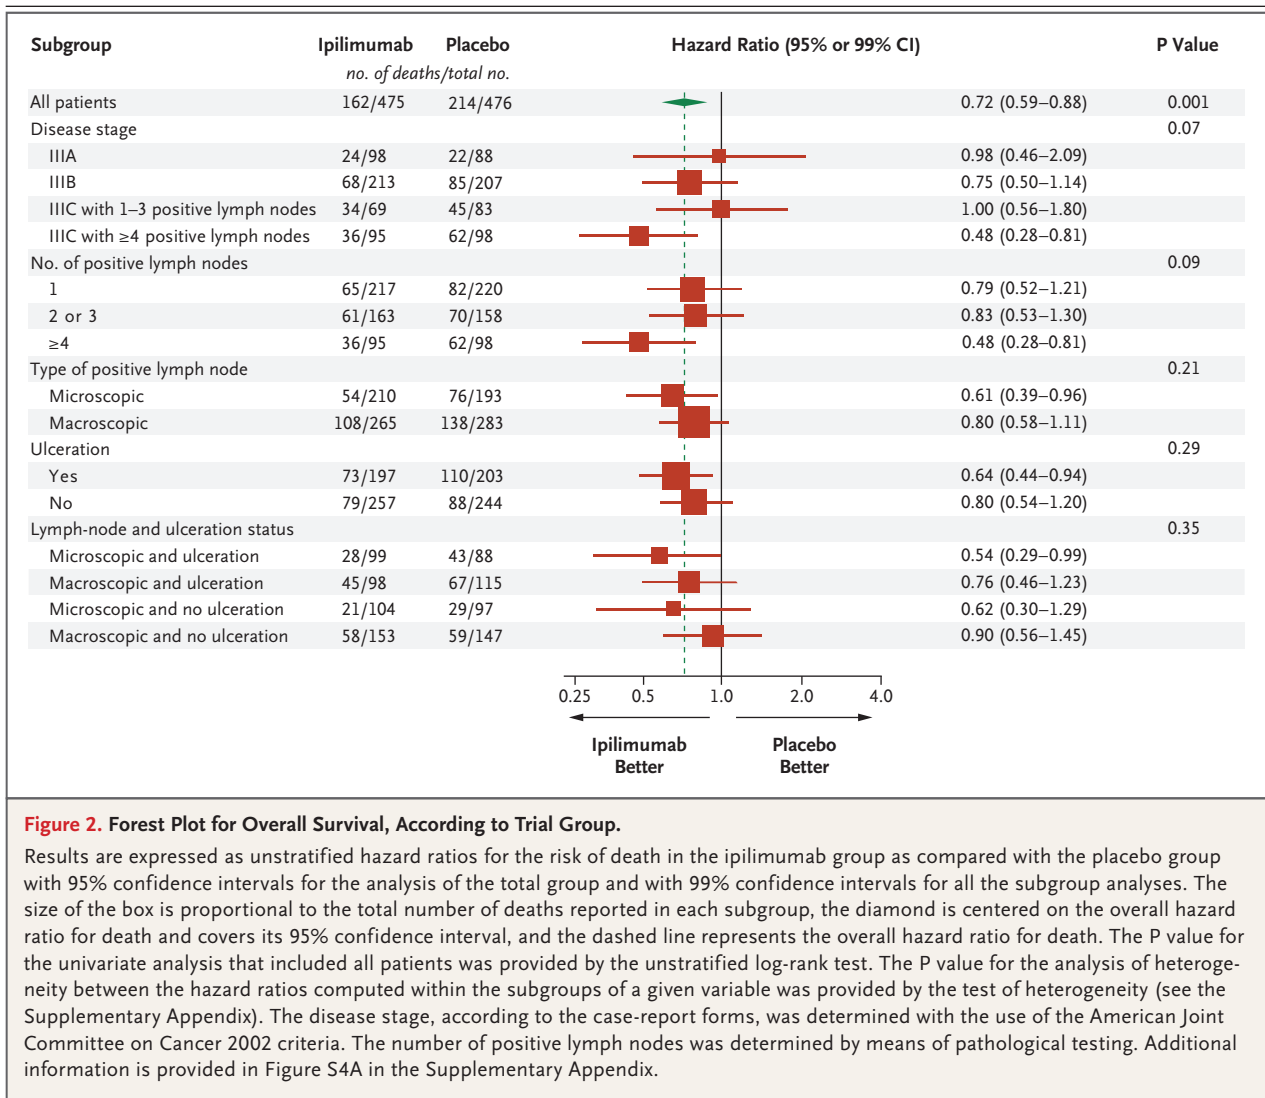 Subgroup Ipilimumab Placebo Hazard Ratio (95% or 99% CI) P Value
no. of deaths/total no.
All patients 162/475 214/476 0.72 (0.59–0.88) 0.001
Disease stage 0.07
IIIA 24/98 22/88 0.98 (0.46–2.09)
IIIB 68/213 85/207 0.75 (0.50–1.14)
IIIC with 1–3 positive lymph nodes 34/69 45/83 1.00 (0.56–1.80)
IIIC with ≥4 positive lymph nodes 36/95 62/98 0.48 (0.28–0.81)
No. of positive lymph nodes 0.09
1 65/217 82/220 0.79 (0.52–1.21)
2 or 3 61/163 70/158 0.83 (0.53–1.30)
≥4 36/95 62/98 0.48 (0.28–0.81)
Type of positive lymph node 0.21
Microscopic 54/210 76/193 0.61 (0.39–0.96)
Macroscopic 108/265 138/283 0.80 (0.58–1.11)
Ulceration 0.29
Yes 73/197 110/203 0.64 (0.44–0.94)
No 79/257 88/244 0.80 (0.54–1.20)
Lymph-node and ulceration status 0.35
Microscopic and ulceration 28/99 43/88 0.54 (0.29–0.99)
Macroscopic and ulceration 45/98 67/115 0.76 (0.46–1.23)
Microscopic and no ulceration 21/104 29/97 0.62 (0.30–1.29)
Macroscopic and no ulceration 58/153 59/147 0.90 (0.56–1.45)
0.25 0.5 1.0 2.0 4.0
Ipilimumab Placebo
Better Better
Figure 2. Forest Plot for Overall Survival, According to Trial Group.
Results are expressed as unstratified hazard ratios for the risk of death in the ipilimumab group as compared with the placebo group
with 95% confidence intervals for the analysis of the total group and with 99% confidence intervals for all the subgroup analyses. The
size of the box is proportional to the total number of deaths reported in each subgroup, the diamond is centered on the overall hazard
ratio for death and covers its 95% confidence interval, and the dashed line represents the overall hazard ratio for death. The P value for
the univariate analysis that included all patients was provided by the unstratified log-rank test. The P value for the analysis of heteroge-
neity between the hazard ratios computed within the subgroups of a given variable was provided by the test of heterogeneity (see the
Supplementary Appendix). The disease stage, according to the case-report forms, was determined with the use of the American Joint
Committee on Cancer 2002 criteria. The number of positive lymph nodes was determined by means of pathological testing. Additional
information is provided in Figure S4A in the Supplementary Appendix.